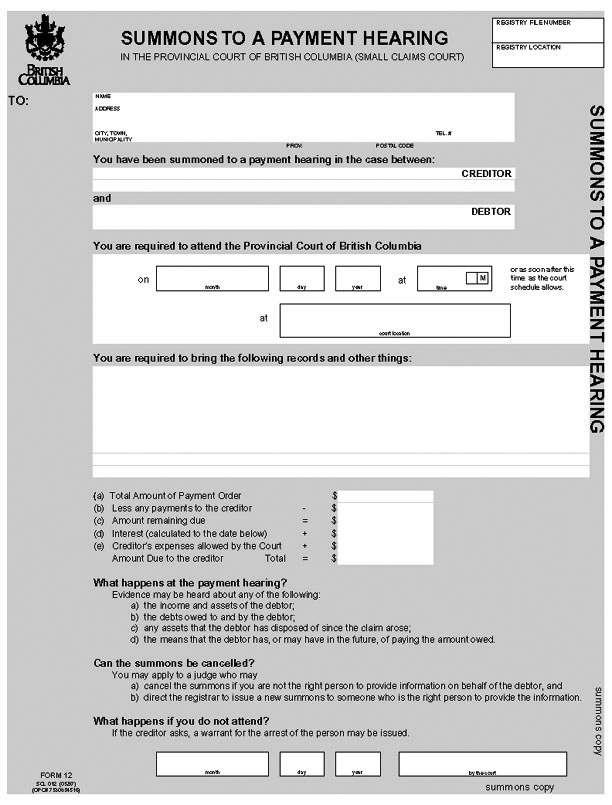 SUMMONS TO A PAYMENT HEARING
IN THE PROVINCIAL COURT OF BRITISH COLUMBIA (SMALL CLAIMS COURT)
REGISTRY FILE NUMBER
REGISTRY LOCATION
BRITISH
COLUMBIA
TO:
NAME
ADDRESS
CITY, TOWN,
MUNICIPALITY
TEL. #
PROV. POSTAL CODE
You have been summoned to a payment hearing in the case between:
CREDITOR
and
DEBTOR
You are required to attend the Provincial Court of British Columbia
on
month
day
year
at
time
M
or as soon after this
time as the court
schedule allows.
at
court location
You are required to bring the following records and other things:
SUMMONS TO A PAYMENT HEARING
(a) Total Amount of Payment Order $
(b) Less any payments to the creditor - $
(c) Amount remaining due = $
(d) Interest (calculated to the date below) + $
(e) Creditor's expenses allowed by the Court + $
Amount Due to the creditor Total = $
What happens at the payment hearing?
Evidence may be heard about any of the following:
a) the income and assets of the debtor;
b) the debts owed to and by the debtor;
c) any assets that the debtor has disposed of since the claim arose;
d) the means that the debtor has, or may have in the future, of paying the amount owed.
Can the summons be cancelled?
You may apply to a judge who may
a) cancel the summons if you are not the right person to provide information on behalf of the debtor, and
b) direct the registrar to issue a new summons to someone who is the right person to provide the information.
What happens if you do not attend?
If the creditor asks, a warrant for the arrest of the person may be issued.
summons copy
month
day
year
by the court
FORM 12
SCL 012
summons copy